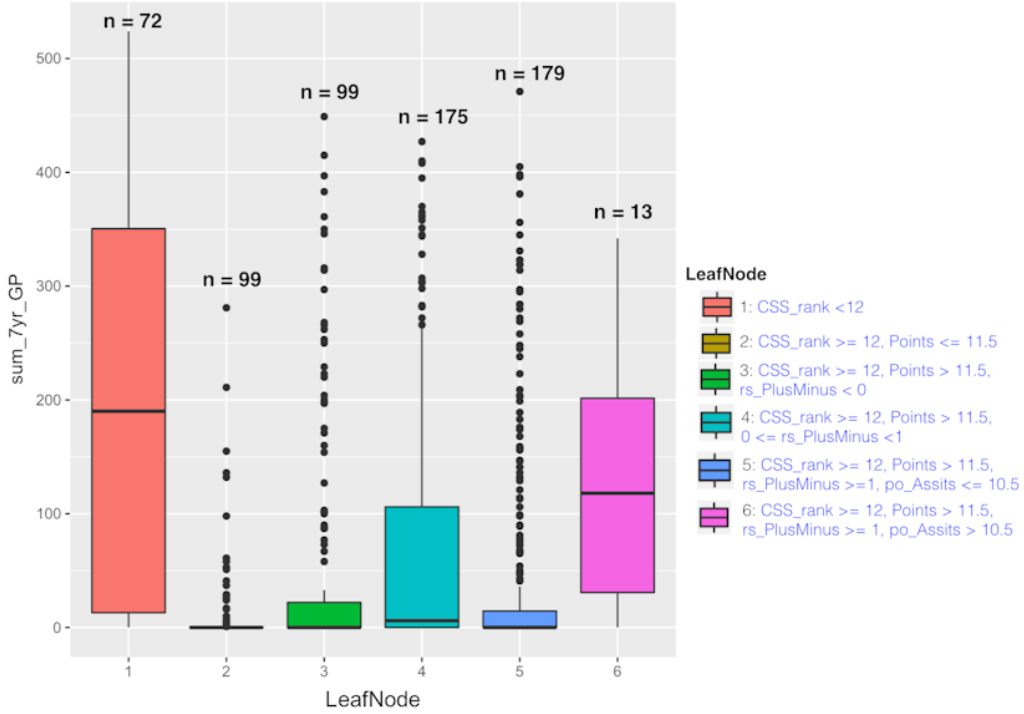 n = 72
n = 99
n = 99
n = 175
n = 179
n = 13
500
400
300
200
100
0
sum_7yr_GP
1 2 3 4 5 6
LeafNode
LeafNode
1: CSS_rank <12
2: CSS_rank >= 12, Points <= 11.5
3: CSS_rank >= 12, Points > 11.5,
rs_PlusMinus < 0
4: CSS_rank >= 12, Points > 11.5,
0 <= rs_PlusMinus <1
5: CSS_rank >= 12, Points > 11.5,
rs_PlusMinus >=1, po_Assits <= 10.5
6: CSS_rank >= 12, Points > 11.5,
rs_PlusMinus >= 1, po_Assits > 10.5